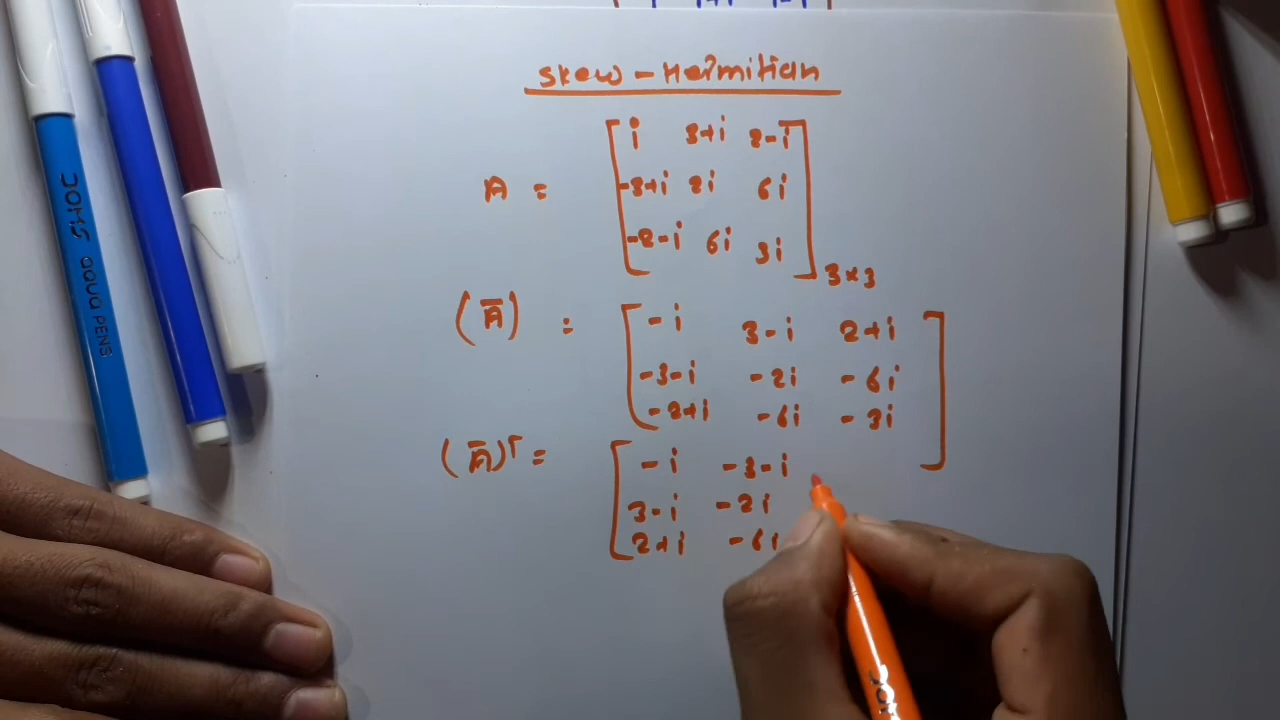 Skew-Hermitian
i 3+i 2-i
A = -3+i 2i 6i
-2-i 6i 3i
3×3
(Ā) = -i 3-i 2+i
-3-i -2i -6i
-2+i -6i -3i
(Ā)ᵀ = -i -3-i
3-i -2i
2+i -6i
DOMS AQUA PENS
DOMS